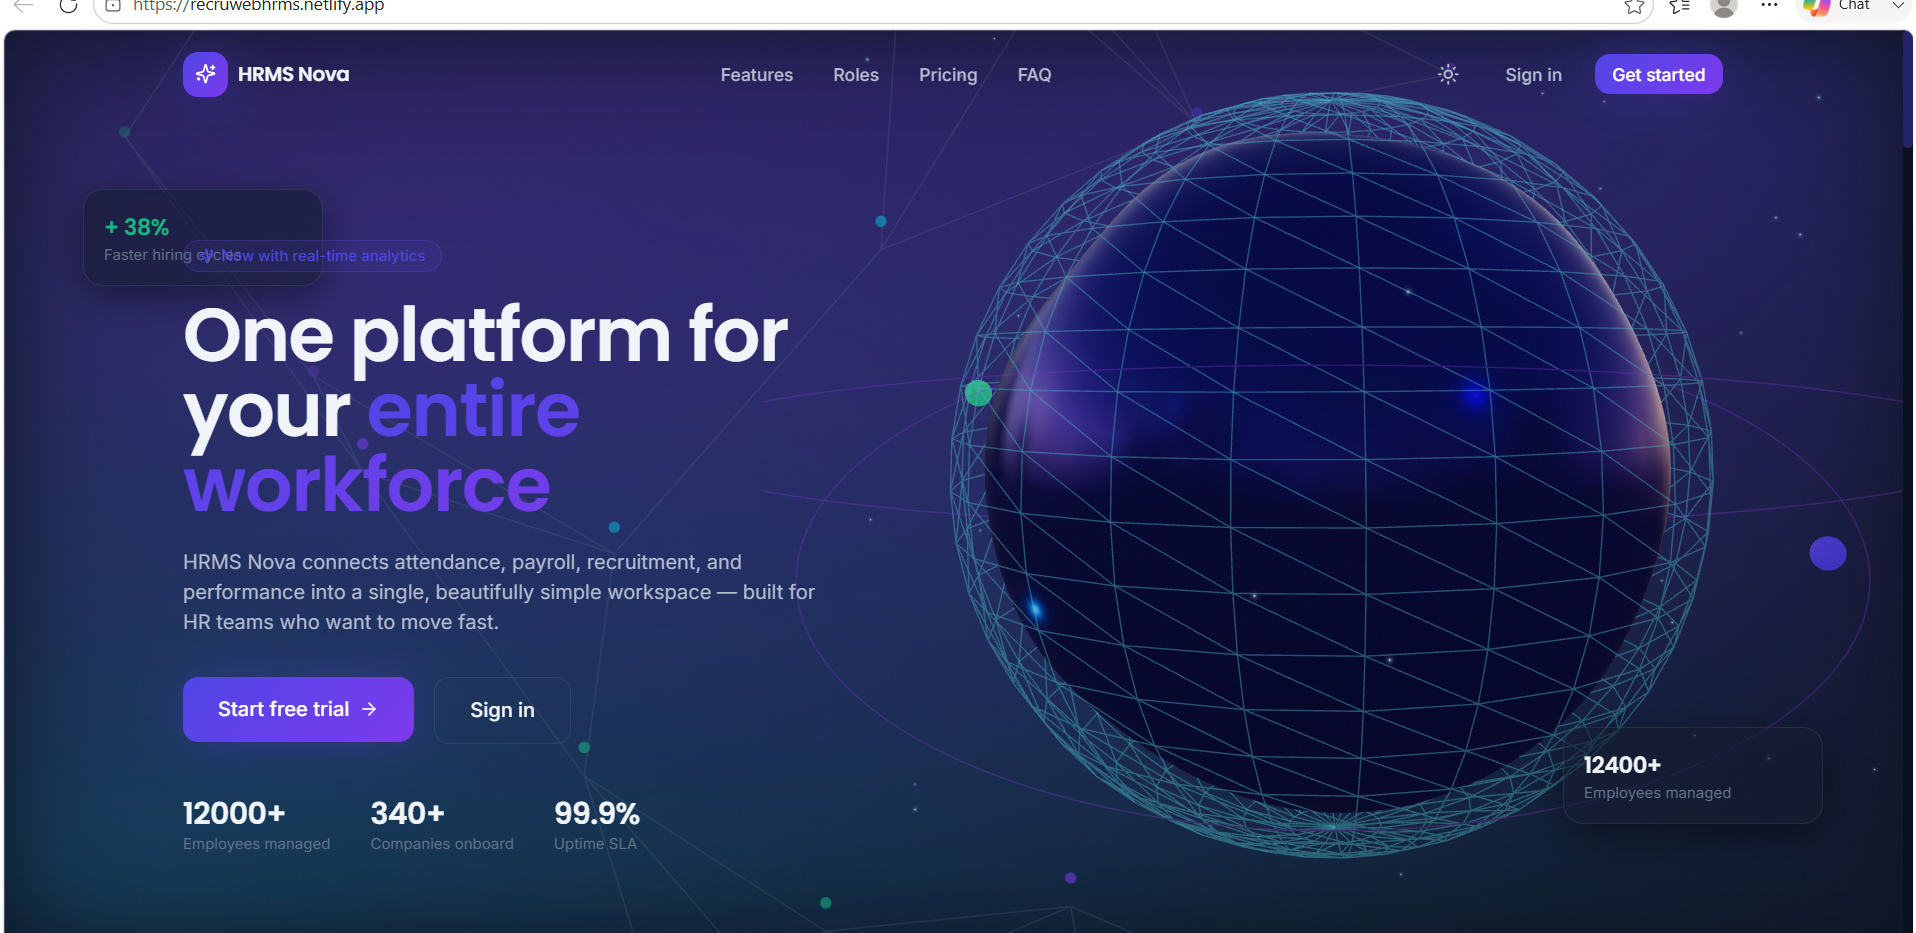 https://recruwebhrms.netlify.app
Chat
HRMS Nova
Features
Roles
Pricing
FAQ
Sign in
Get started
+ 38%
Faster hiring cycles
Now with real-time analytics
One platform for
your entire
workforce
HRMS Nova connects attendance, payroll, recruitment, and
performance into a single, beautifully simple workspace — built for
HR teams who want to move fast.
Start free trial →
Sign in
12000+
Employees managed
340+
Companies onboard
99.9%
Uptime SLA
12400+
Employees managed